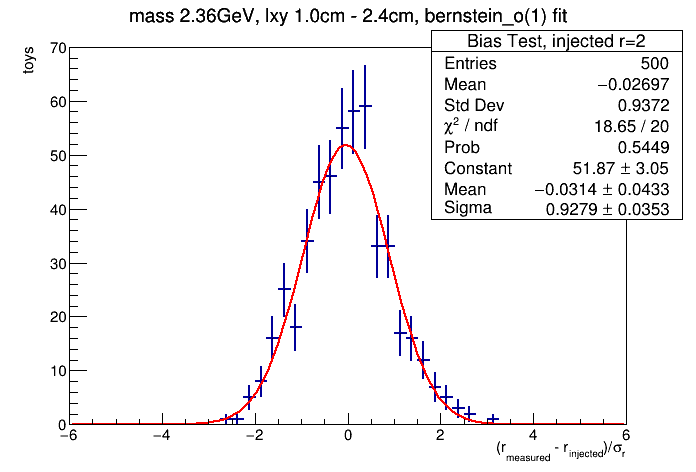 mass 2.36GeV, lxy 1.0cm - 2.4cm, bernstein_o(1) fit
Bias Test, injected r=2
Entries 500
Mean −0.02697
Std Dev 0.9372
χ² / ndf 18.65 / 20
Prob 0.5449
Constant 51.87 ± 3.05
Mean −0.0314 ± 0.0433
Sigma 0.9279 ± 0.0353
toys
70
60
50
40
30
20
10
0
−6 −4 −2 0 2 4 6
(r_measured - r_injected)/σ_r